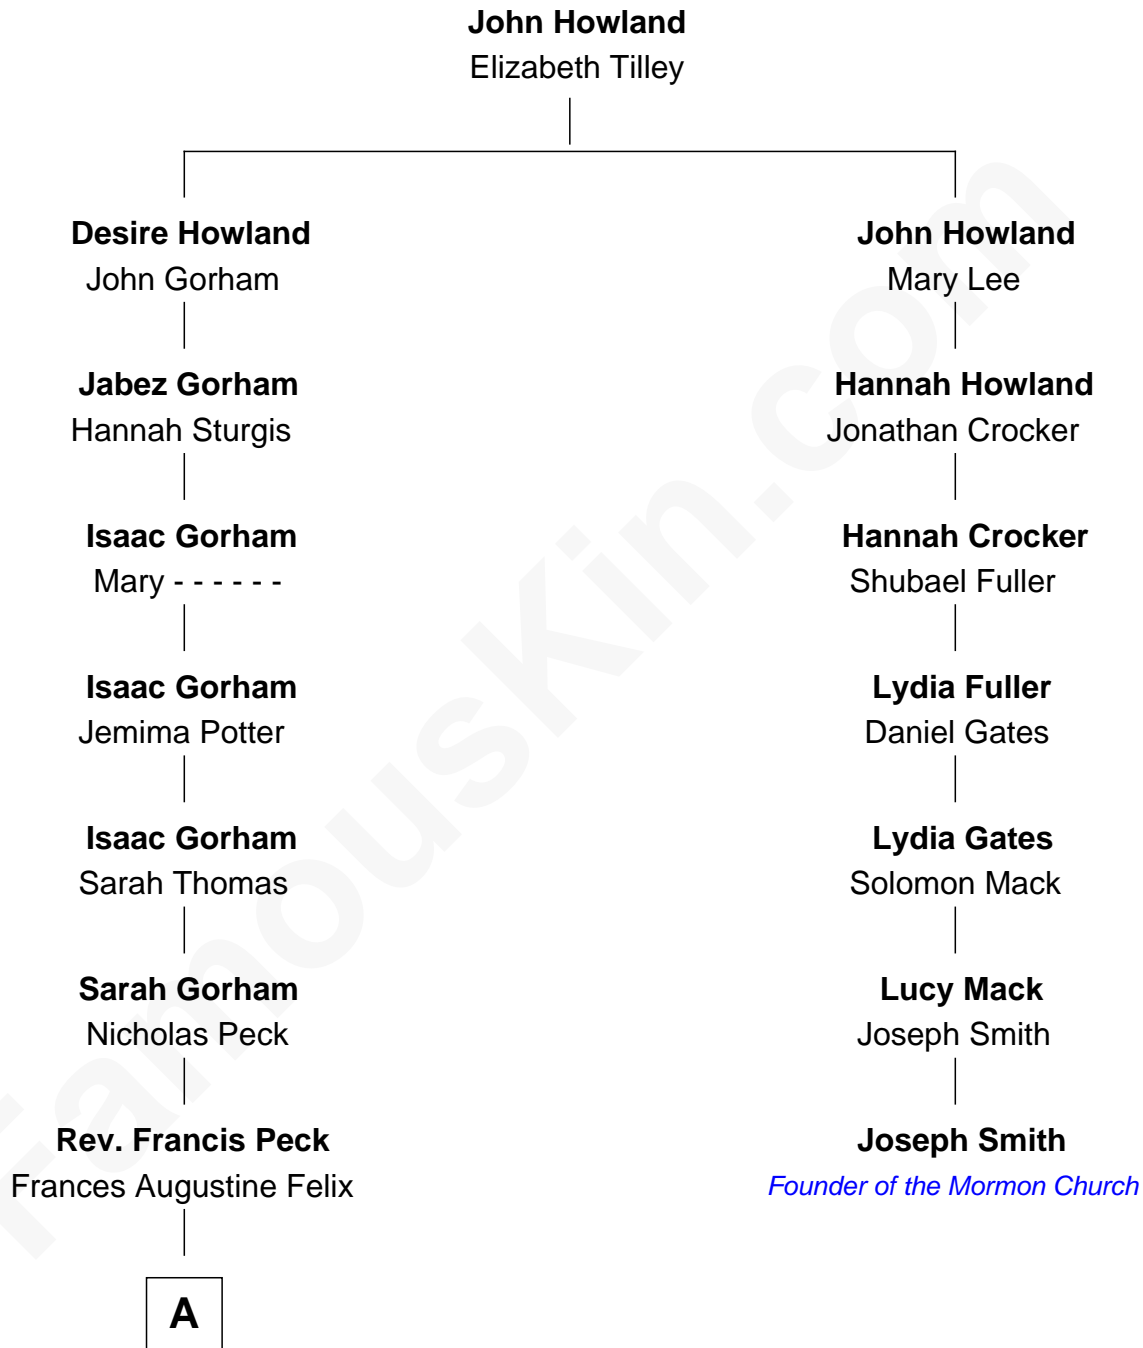 John Howland
Elizabeth Tilley
Desire Howland
John Gorham
Jabez Gorham
Hannah Sturgis
Isaac Gorham
Mary - - - - - -
Isaac Gorham
Jemima Potter
Isaac Gorham
Sarah Thomas
Sarah Gorham
Nicholas Peck
Rev. Francis Peck
Frances Augustine Felix
A
John Howland
Mary Lee
Hannah Howland
Jonathan Crocker
Hannah Crocker
Shubael Fuller
Lydia Fuller
Daniel Gates
Lydia Gates
Solomon Mack
Lucy Mack
Joseph Smith
Joseph Smith
Founder of the Mormon Church
FamousKin.com